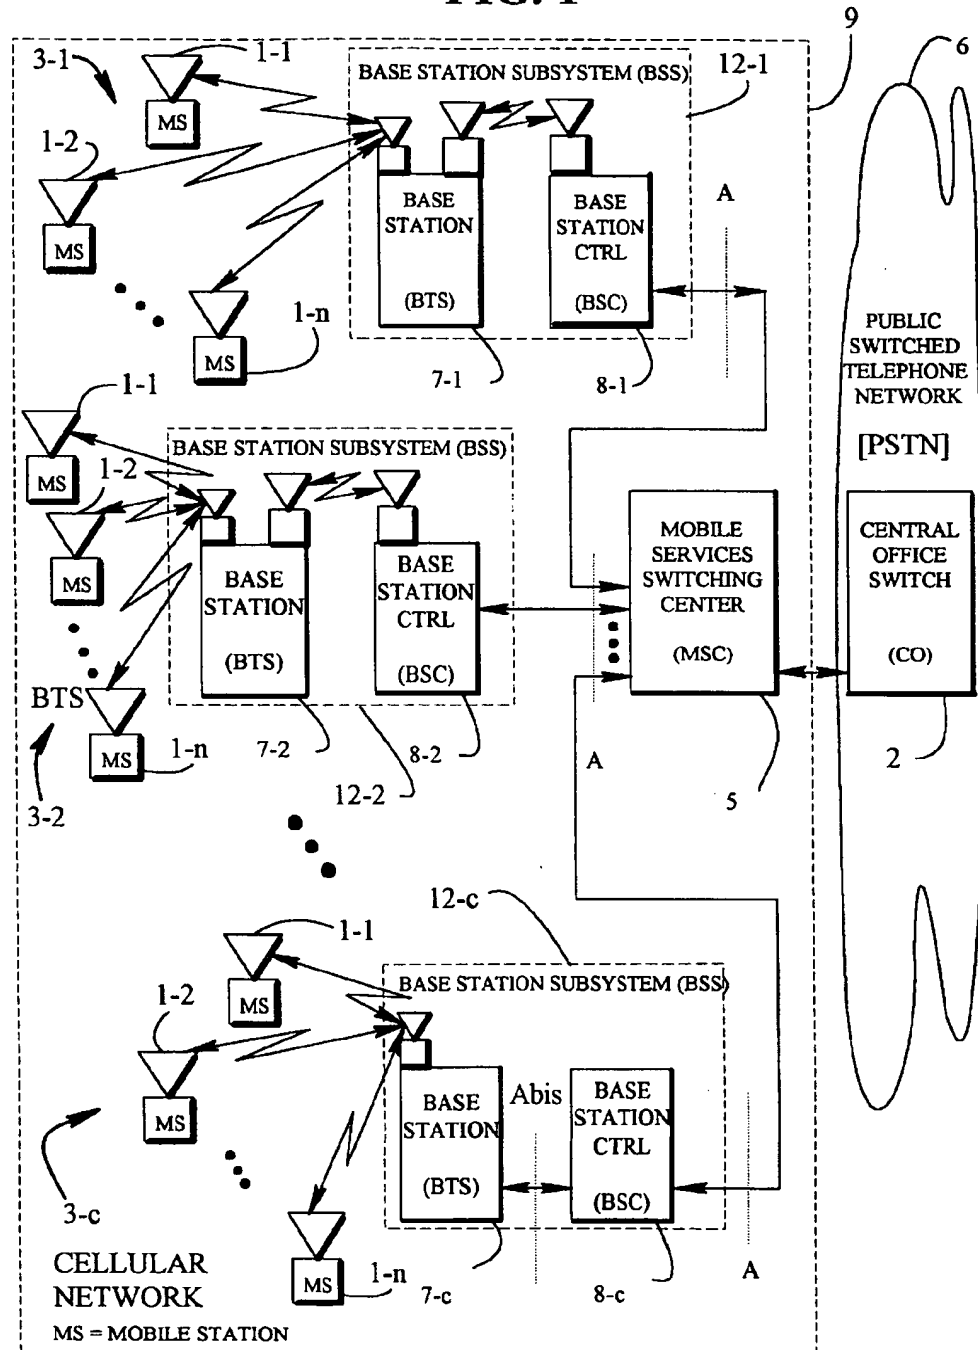 FIG. 1
9
6
3-1
1-1
BASE STATION SUBSYSTEM (BSS)
12-1
MS
1-2
MS
BASE
STATION
(BTS)
BASE
STATION
CTRL
(BSC)
A
1-n
MS
7-1
8-1
PUBLIC
SWITCHED
TELEPHONE
NETWORK
[PSTN]
1-1
MS
BASE STATION SUBSYSTEM (BSS)
1-2
MS
BASE
STATION
(BTS)
BASE
STATION
CTRL
(BSC)
MOBILE
SERVICES
SWITCHING
CENTER
(MSC)
CENTRAL
OFFICE
SWITCH
(CO)
BTS
MS
1-n
3-2
7-2
8-2
12-2
A
5
2
12-c
1-1
MS
BASE STATION SUBSYSTEM (BSS)
1-2
MS
BASE
STATION
(BTS)
Abis
BASE
STATION
CTRL
(BSC)
3-c
MS
1-n
7-c
8-c
A
CELLULAR
NETWORK
MS = MOBILE STATION